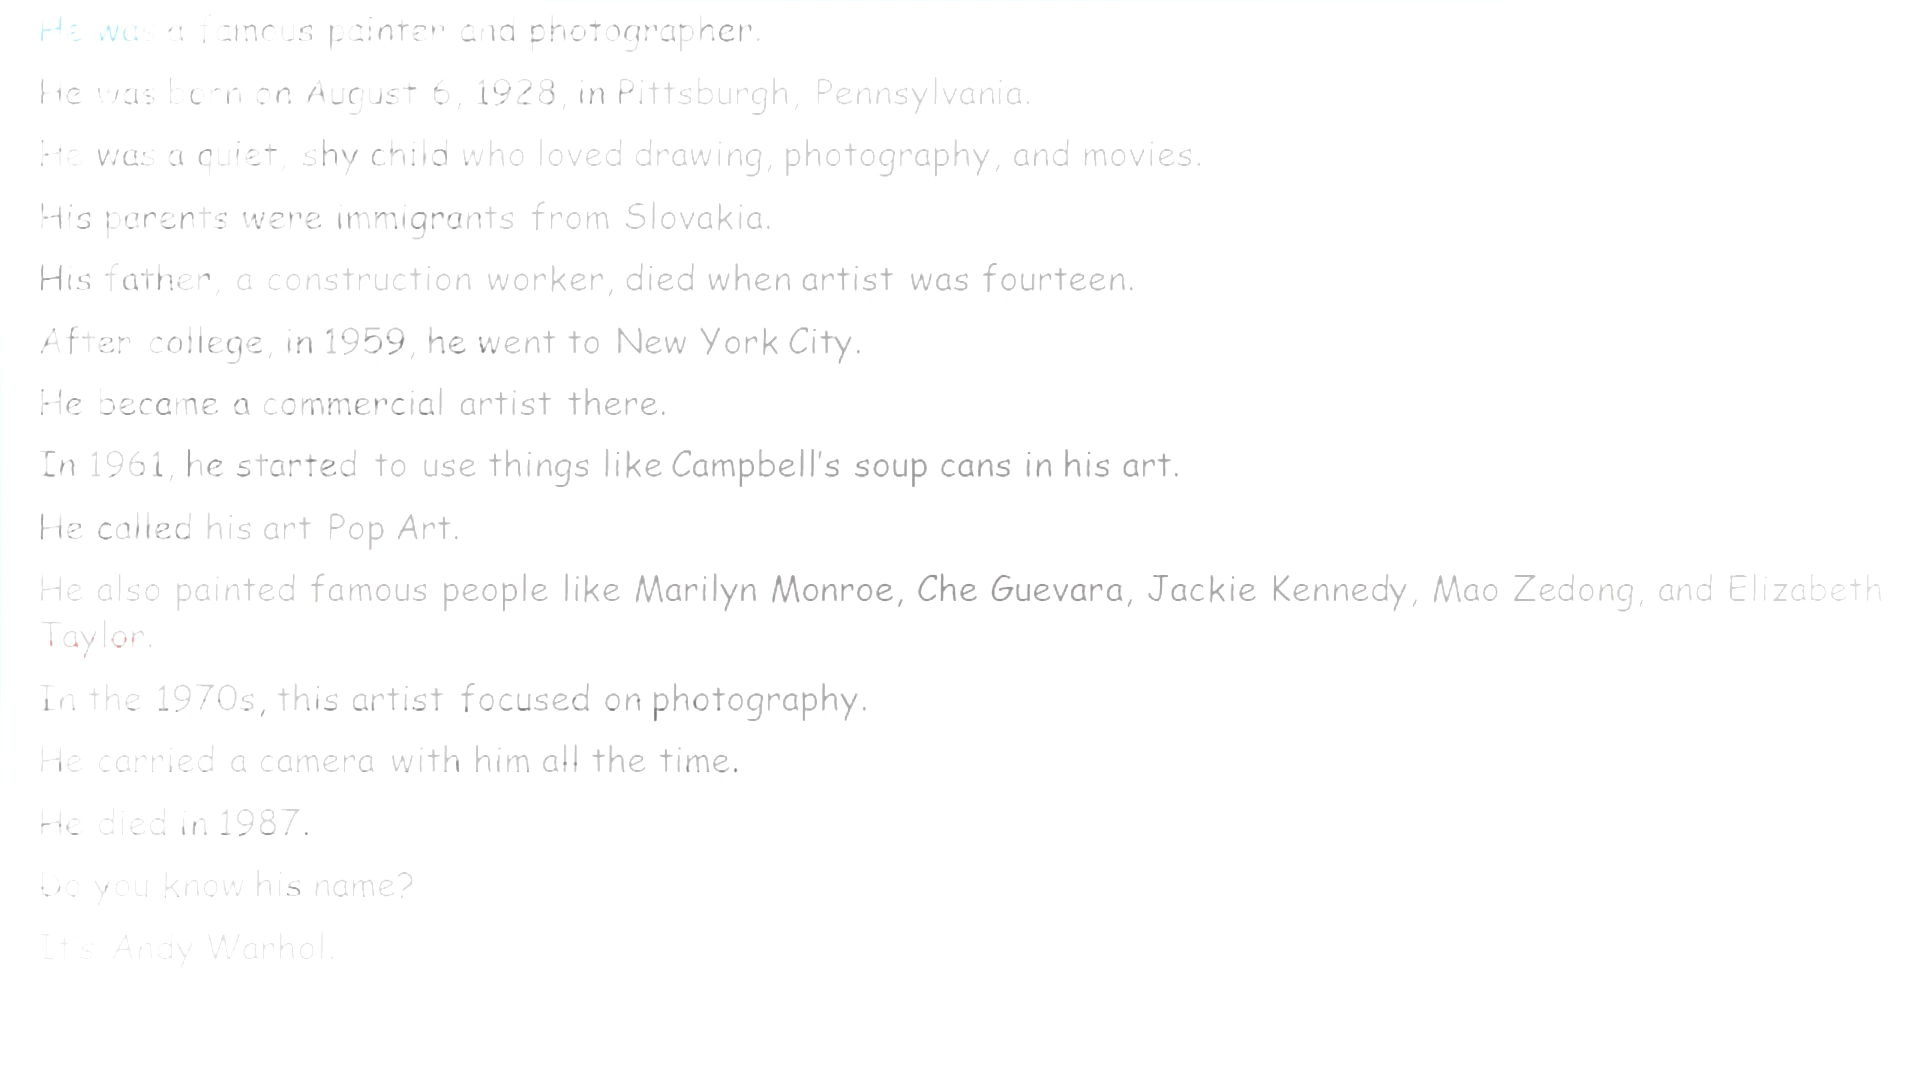 He was a famous painter and photographer.
He was born on August 6, 1928, in Pittsburgh, Pennsylvania.
He was a quiet, shy child who loved drawing, photography, and movies.
His parents were immigrants from Slovakia.
His father, a construction worker, died when artist was fourteen.
After college, in 1959, he went to New York City.
He became a commercial artist there.
In 1961, he started to use things like Campbell's soup cans in his art.
He called his art Pop Art.
He also painted famous people like Marilyn Monroe, Che Guevara, Jackie Kennedy, Mao Zedong, and Elizabeth
Taylor.
In the 1970s, this artist focused on photography.
He carried a camera with him all the time.
He died in 1987.
Do you know his name?
It's Andy Warhol.